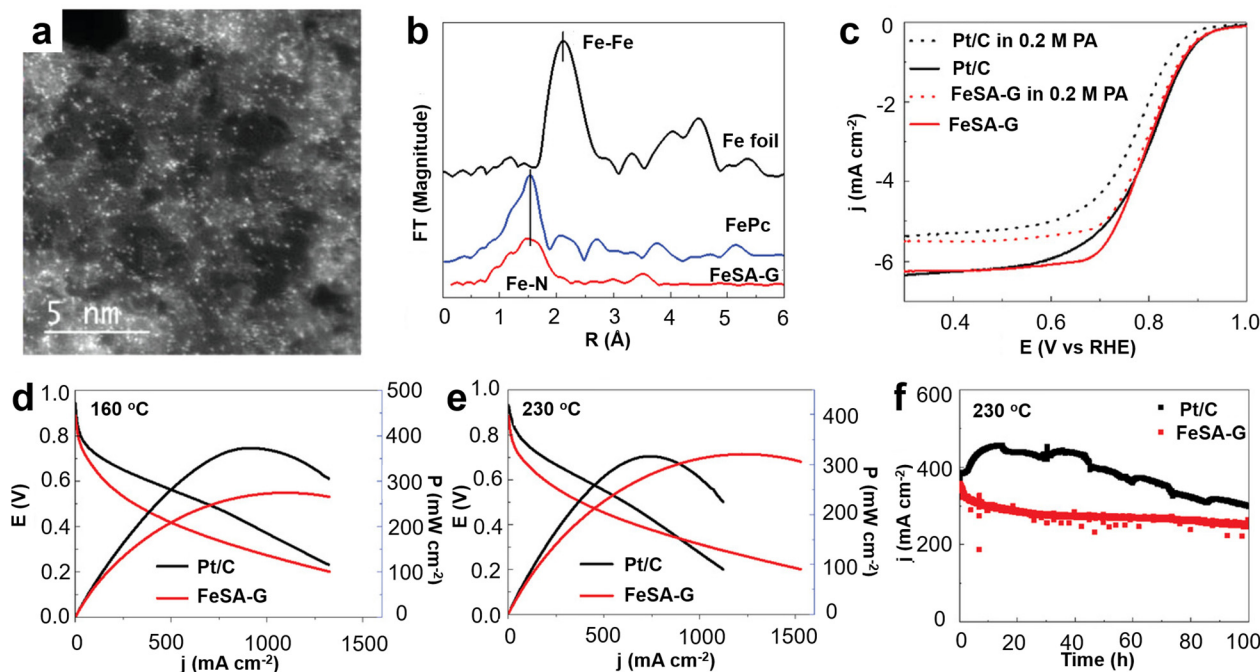 a
5 nm
b
Fe-Fe
Fe foil
FePc
FeSA-G
Fe-N
FT (Magnitude)
0 1 2 3 4 5 6
R (Å)
c
Pt/C in 0.2 M PA
Pt/C
FeSA-G in 0.2 M PA
FeSA-G
j (mA cm-2)
0
-2
-4
-6
0.4 0.6 0.8 1.0
E (V vs RHE)
d
160 °C
E (V)
1.0
0.8
0.6
0.4
0.2
0.0
Pt/C
FeSA-G
0 500 1000 1500
j (mA cm-2)
500
400
300
200
100
0
P (mW cm-2)
e
230 °C
E (V)
1.0
0.8
0.6
0.4
0.2
0.0
Pt/C
FeSA-G
0 500 1000 1500
j (mA cm-2)
500
400
300
200
100
0
P (mW cm-2)
f
230 °C
Pt/C
FeSA-G
j (mA cm-2)
600
400
200
0
0 20 40 60 80 100
Time (h)